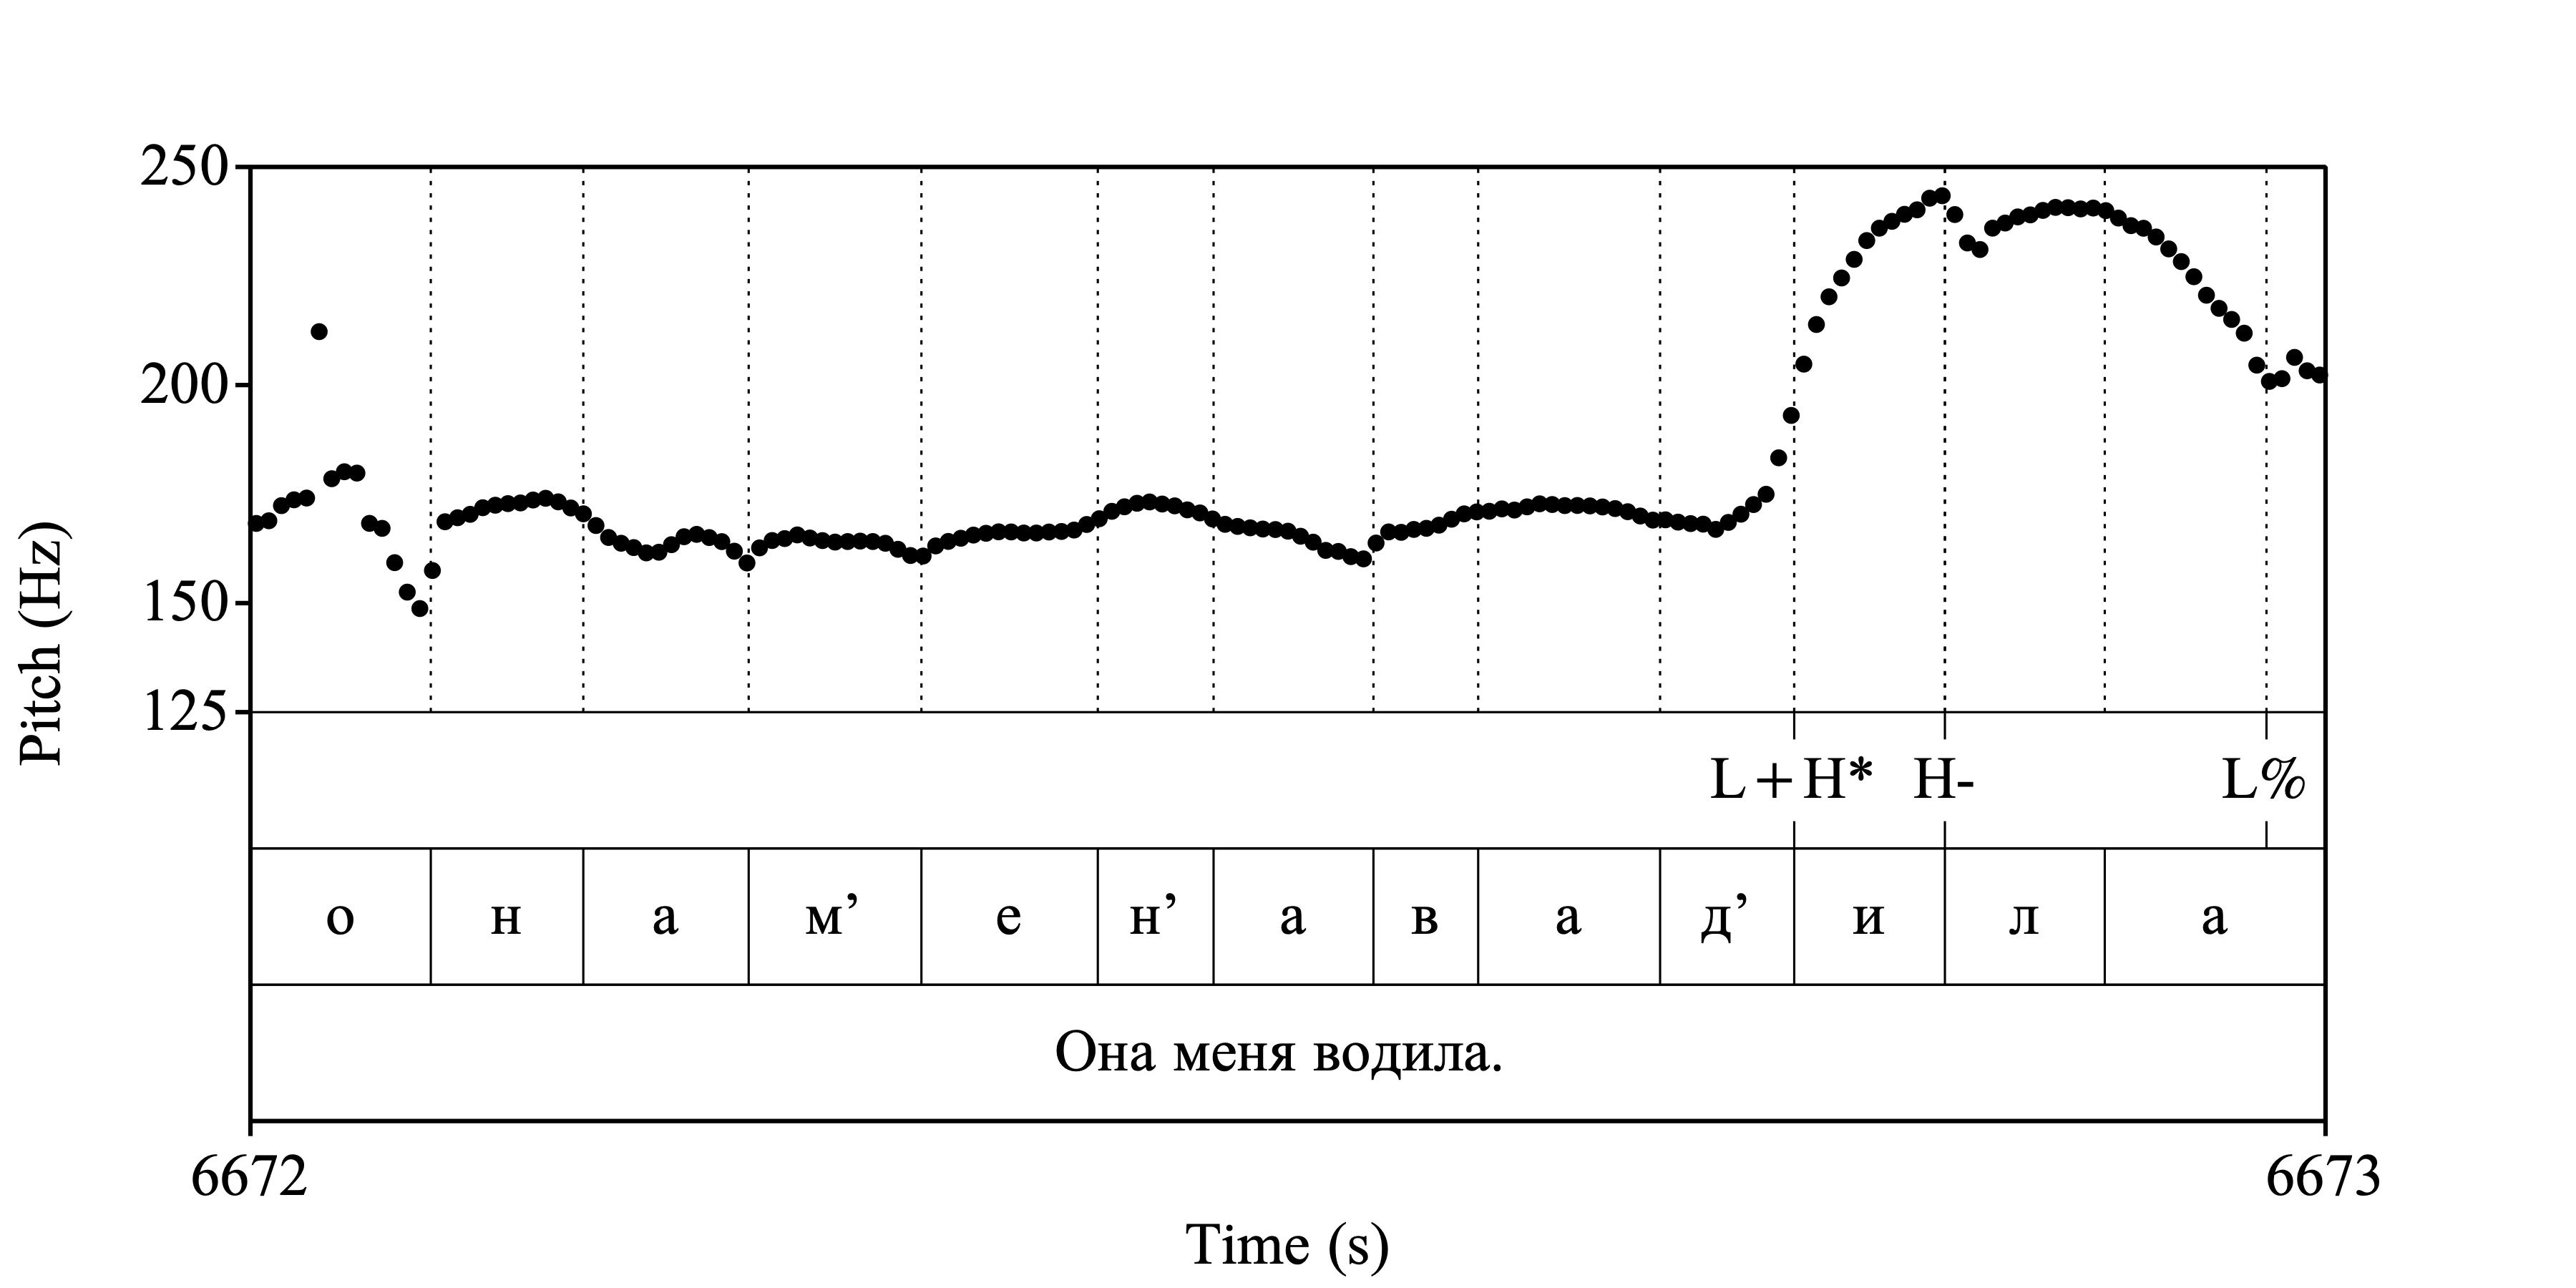 250
200
150
125
Pitch (Hz)
L+H* H- L%
о н а м’ е н’ а в а д’ и л а
Она меня водила.
6672 6673
Time (s)